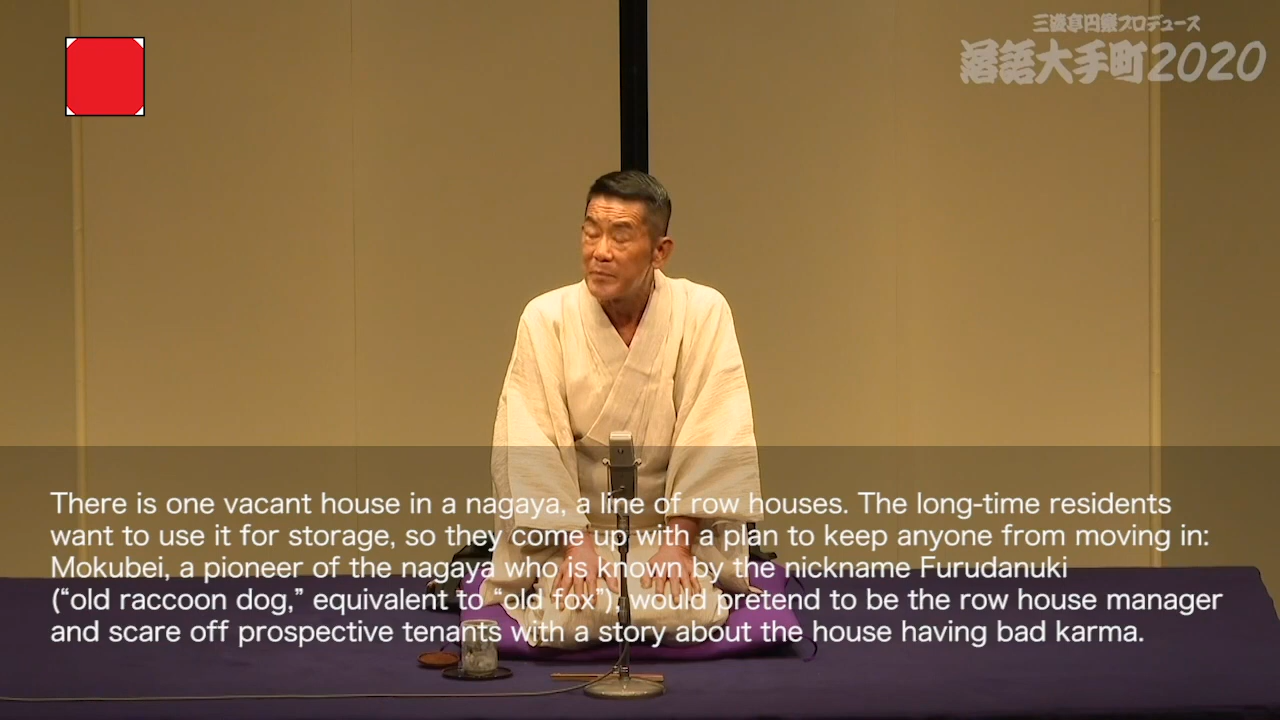 三遊亭円楽プロデュース
落語大手町2020
There is one vacant house in a nagaya, a line of row houses. The long-time residents
want to use it for storage, so they come up with a plan to keep anyone from moving in:
Mokubei, a pioneer of the nagaya who is known by the nickname Furudanuki
(“old raccoon dog,” equivalent to “old fox”), would pretend to be the row house manager
and scare off prospective tenants with a story about the house having bad karma.